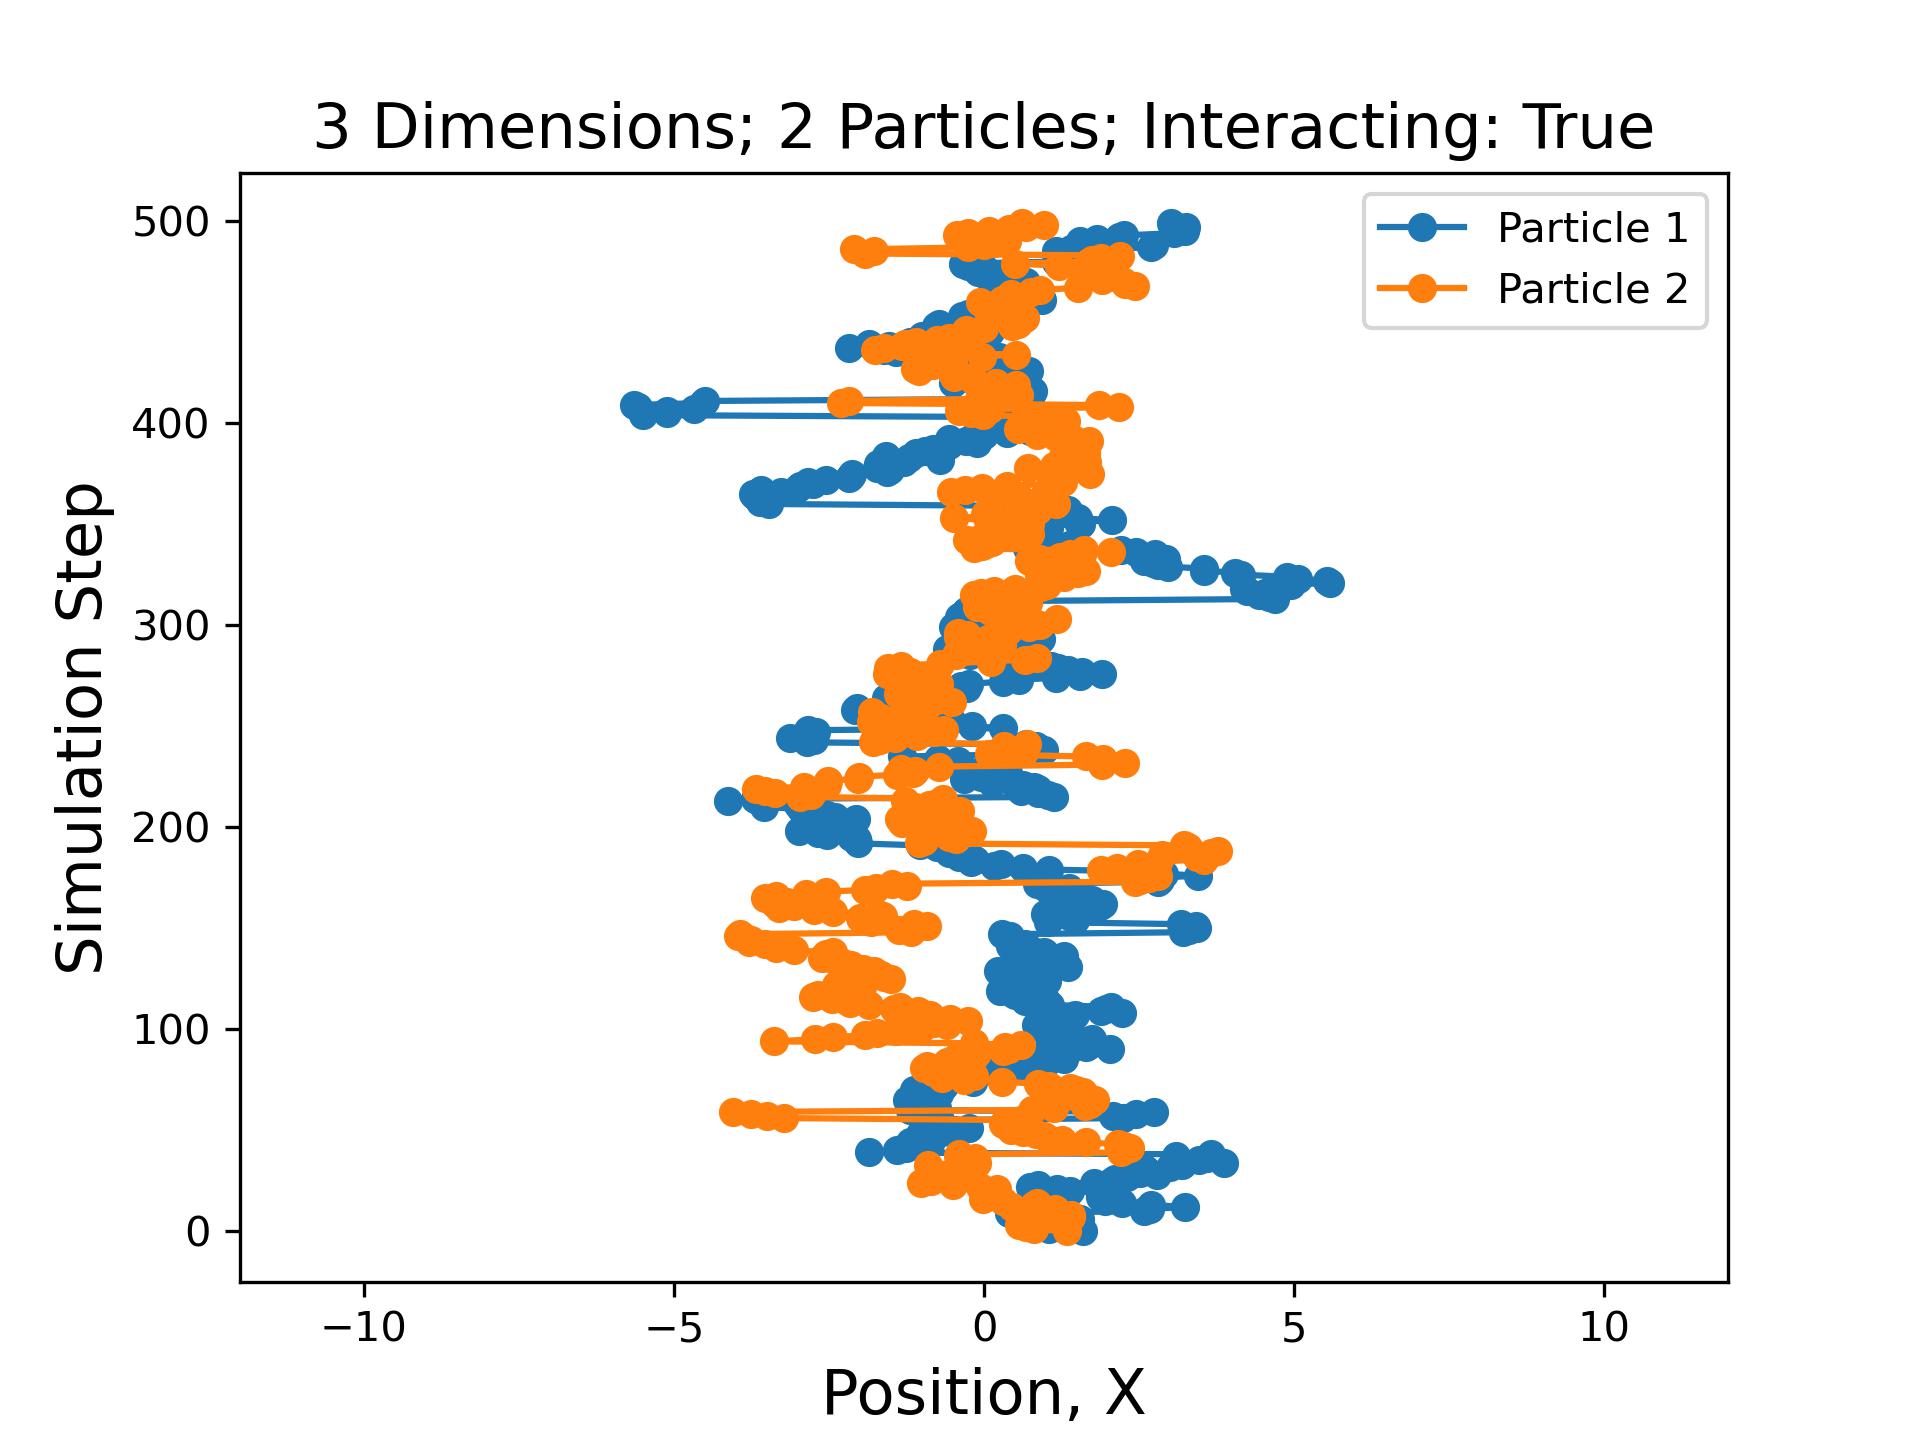 3 Dimensions; 2 Particles; Interacting: True
Particle 1
Particle 2
500
400
300
200
100
0
Simulation Step
−10
−5
0
5
10
Position, X